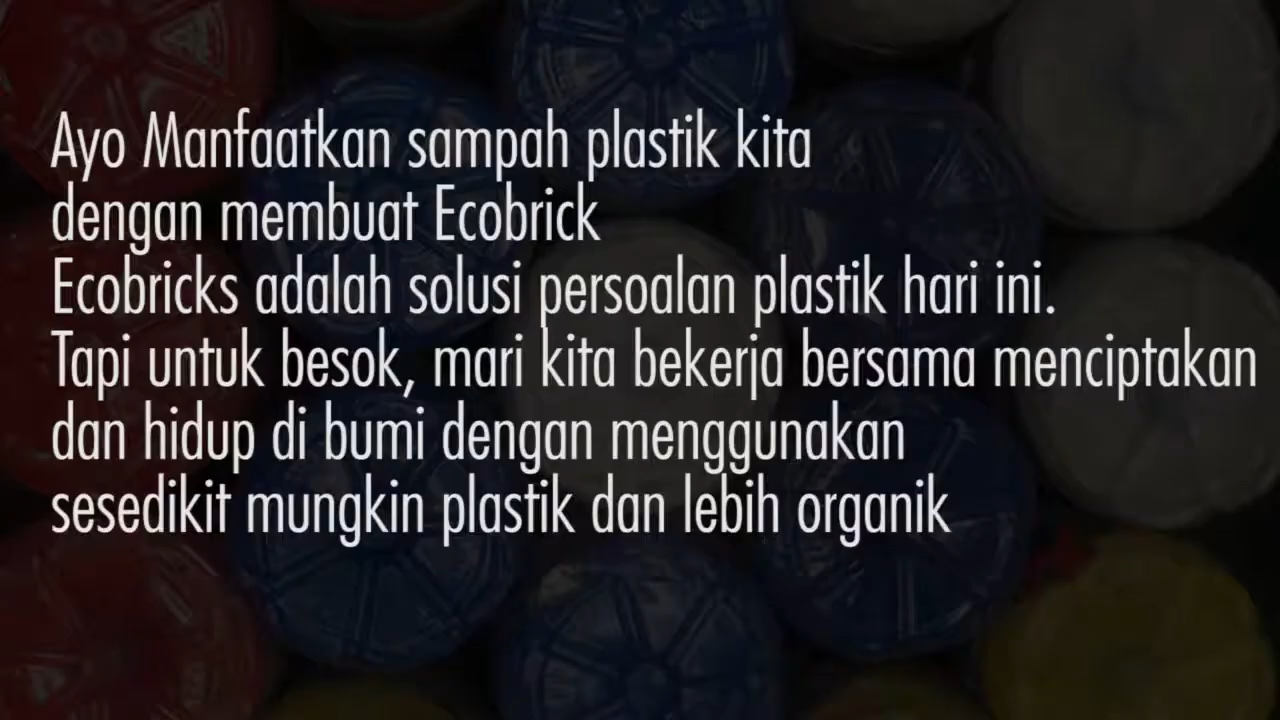 Ayo Manfaatkan sampah plastik kita
dengan membuat Ecobrick
Ecobricks adalah solusi persoalan plastik hari ini.
Tapi untuk besok, mari kita bekerja bersama menciptakan
dan hidup di bumi dengan menggunakan
sesedikit mungkin plastik dan lebih organik